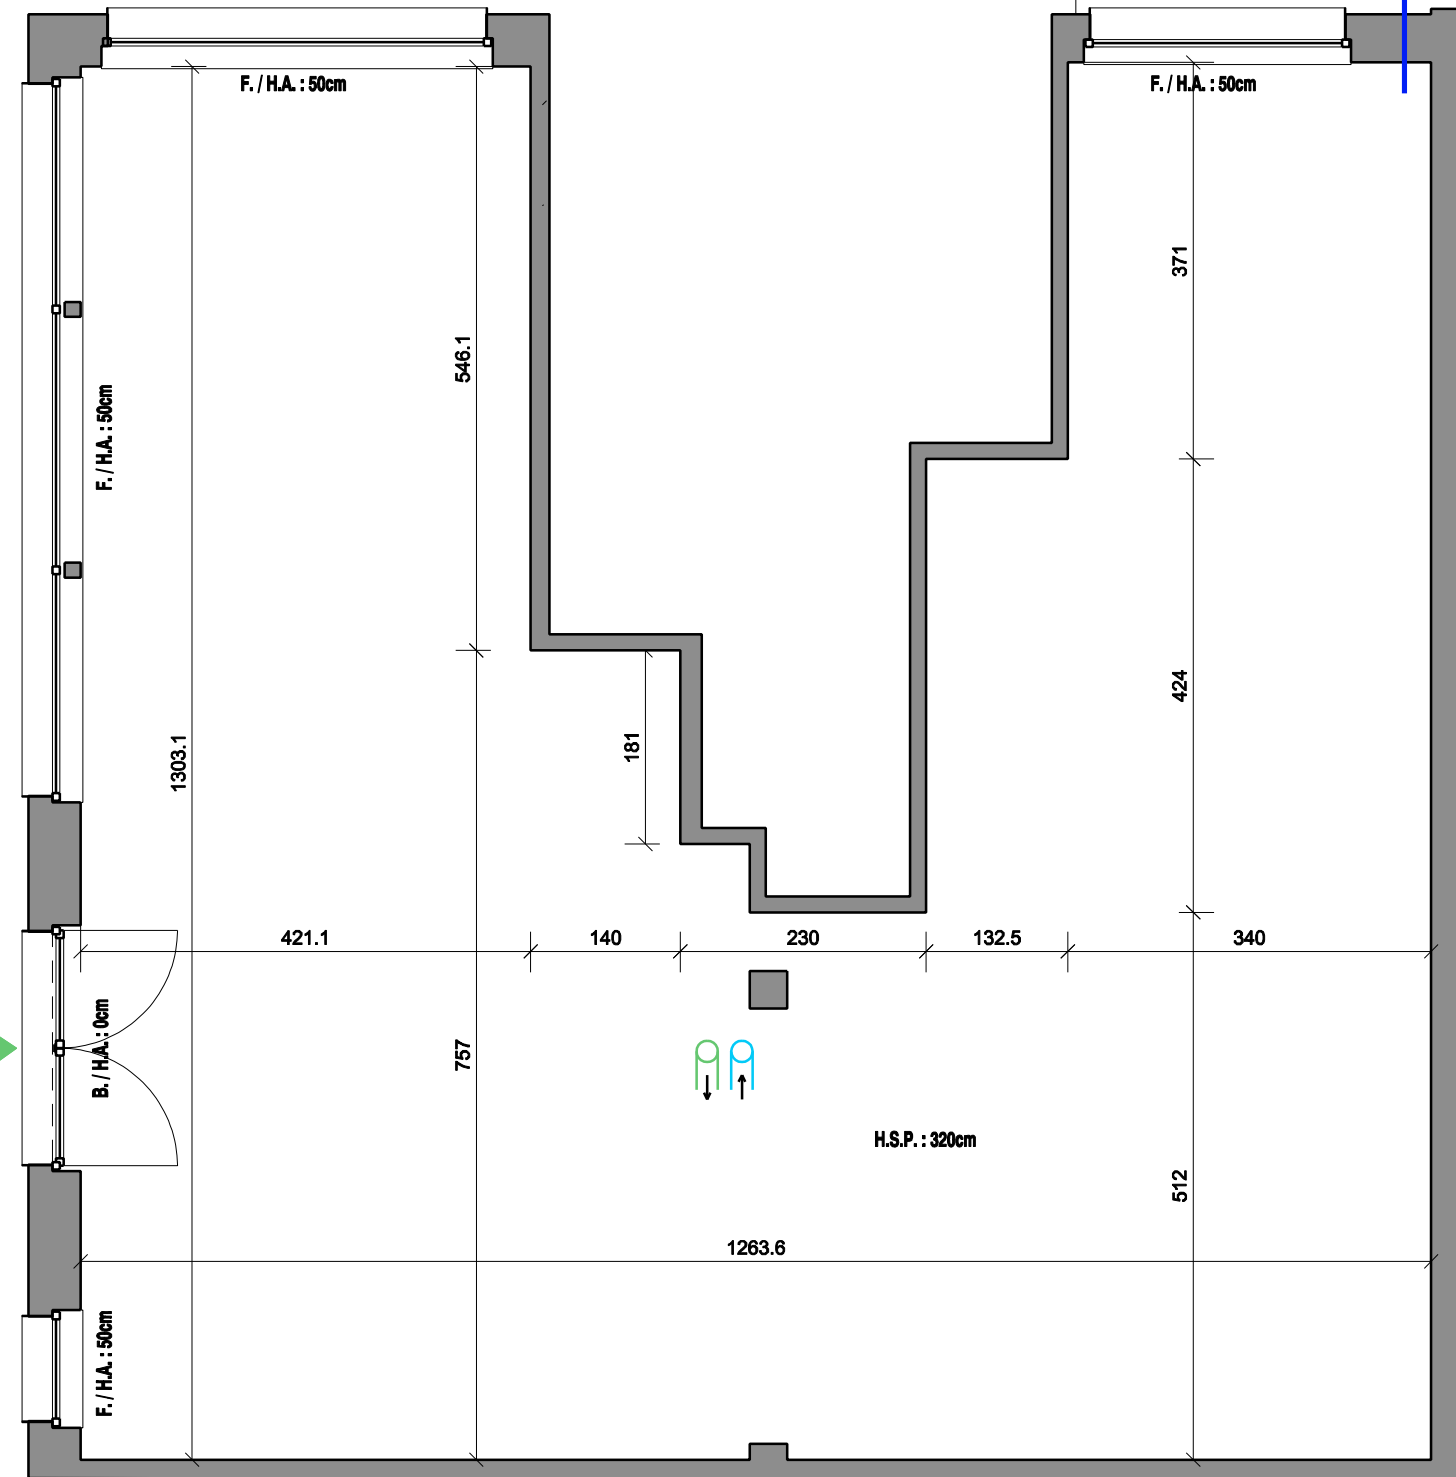 F. / H.A. : 50cm
F. / H.A. : 50cm
371
546.1
F. / H.A. : 50cm
424
181
1303.1
421.1
140
230
132.5
340
B. / H.A. : 0cm
757
H.S.P. : 320cm
512
1263.6
F. / H.A. : 50cm